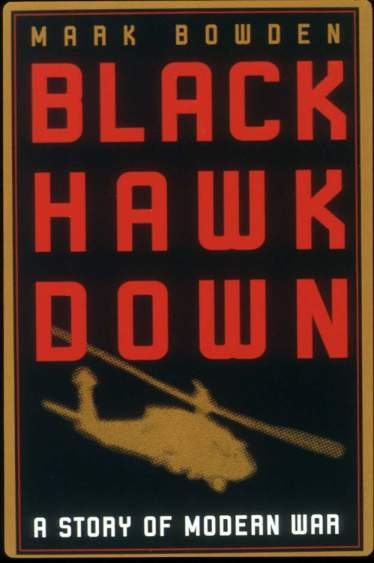 MARK BOWDEN
BLACK
HAWK
DOWN
A STORY OF MODERN WAR